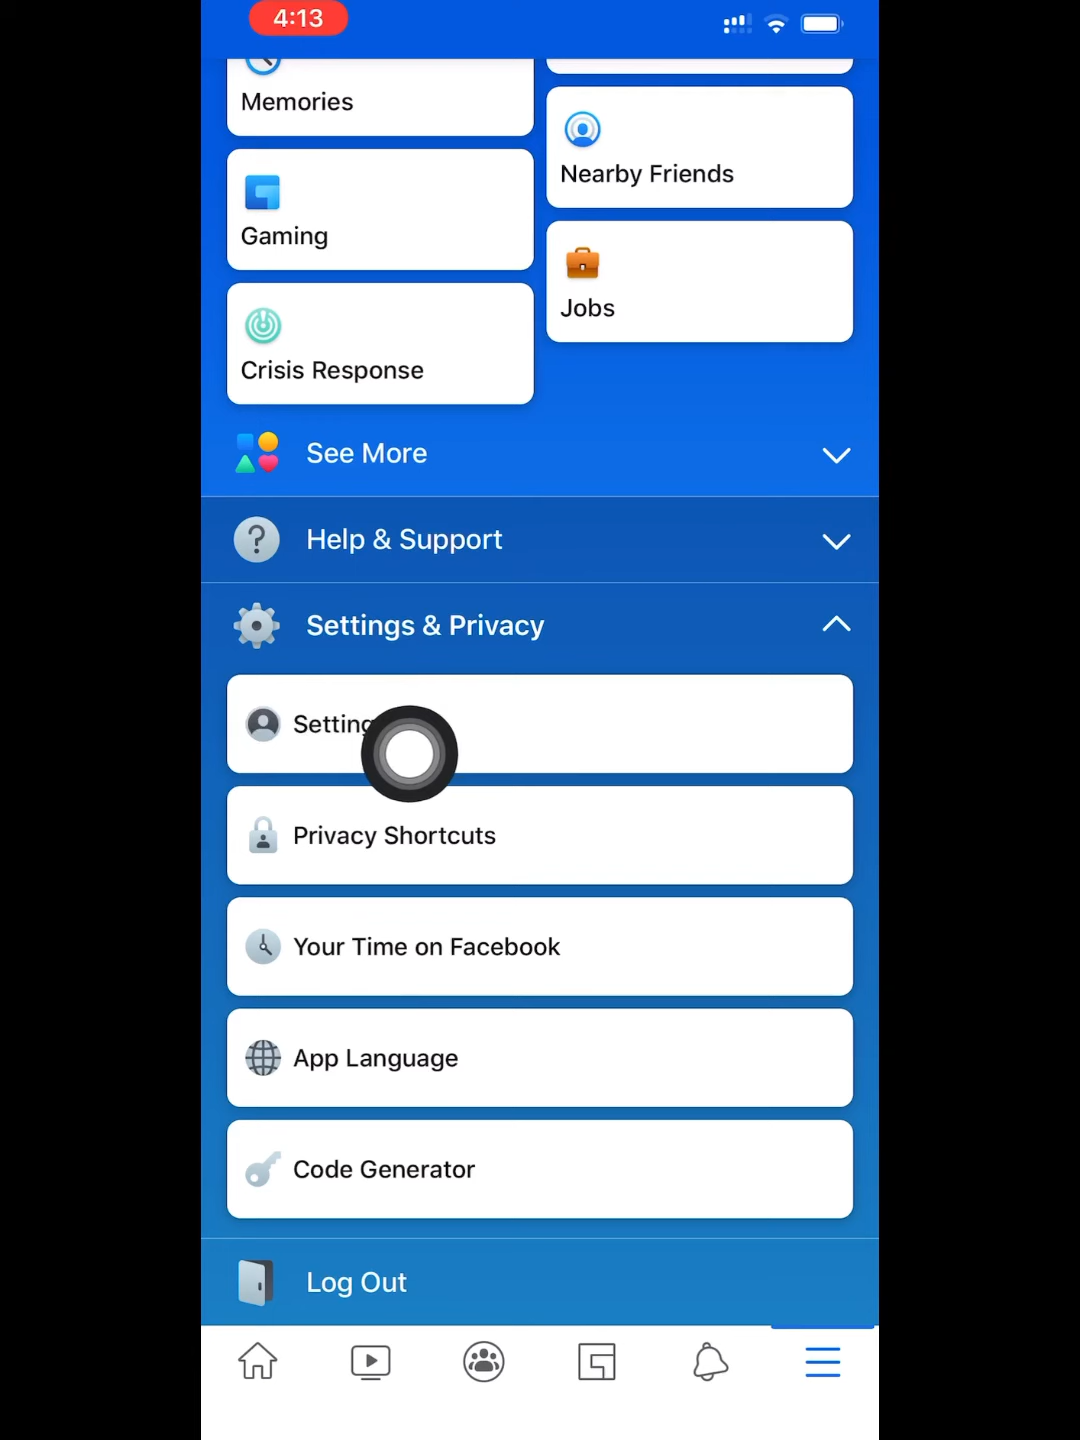 4:13
Memories
Nearby Friends
Gaming
Jobs
Crisis Response
See More
Help & Support
Settings & Privacy
Setting
Privacy Shortcuts
Your Time on Facebook
App Language
Code Generator
Log Out